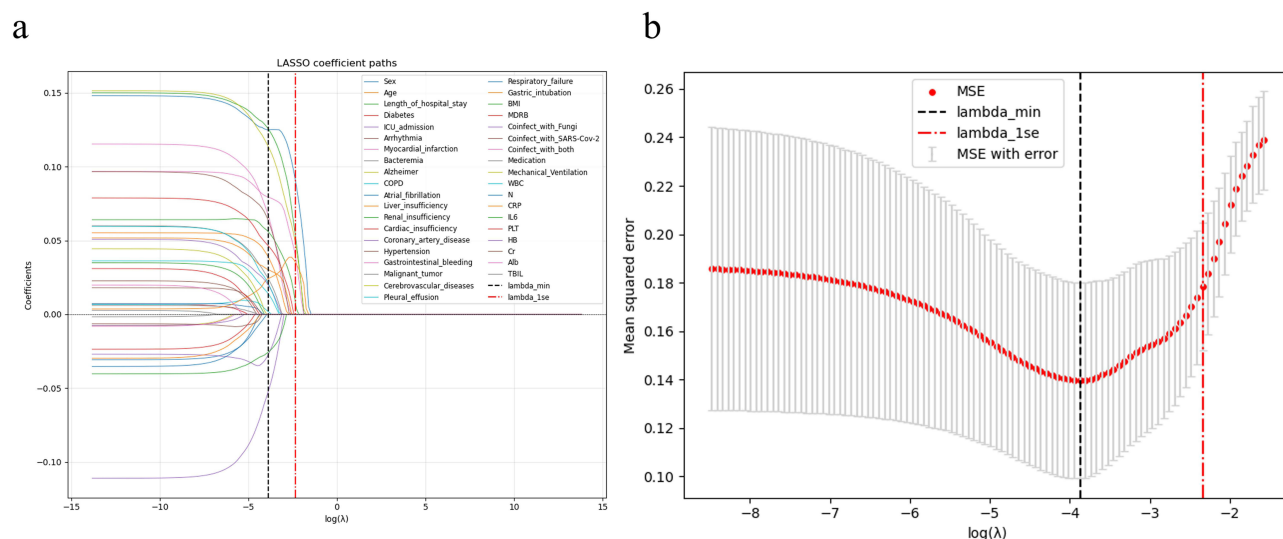 a
LASSO coefficient paths
0.15
0.10
0.05
0.00
−0.05
−0.10
Coefficients
−15
−10
−5
0
5
10
15
log(λ)
Sex
Age
Length_of_hospital_stay
Diabetes
ICU_admission
Arrhythmia
Myocardial_infarction
Bacteremia
Alzheimer
COPD
Atrial_fibrillation
Liver_insufficiency
Renal_insufficiency
Cardiac_insufficiency
Coronary_artery_disease
Hypertension
Gastrointestinal_bleeding
Malignant_tumor
Cerebrovascular_diseases
Pleural_effusion
Respiratory_failure
Gastric_intubation
BMI
MDRB
Coinfect_with_Fungi
Coinfect_with_SARS-Cov-2
Coinfect_with_both
Medication
Mechanical_Ventilation
WBC
N
CRP
IL6
PLT
HB
Cr
Alb
TBIL
lambda_min
lambda_1se
b
0.26
0.24
0.22
0.20
0.18
0.16
0.14
0.12
0.10
Mean squared error
−8
−7
−6
−5
−4
−3
−2
log(λ)
MSE
lambda_min
lambda_1se
MSE with error